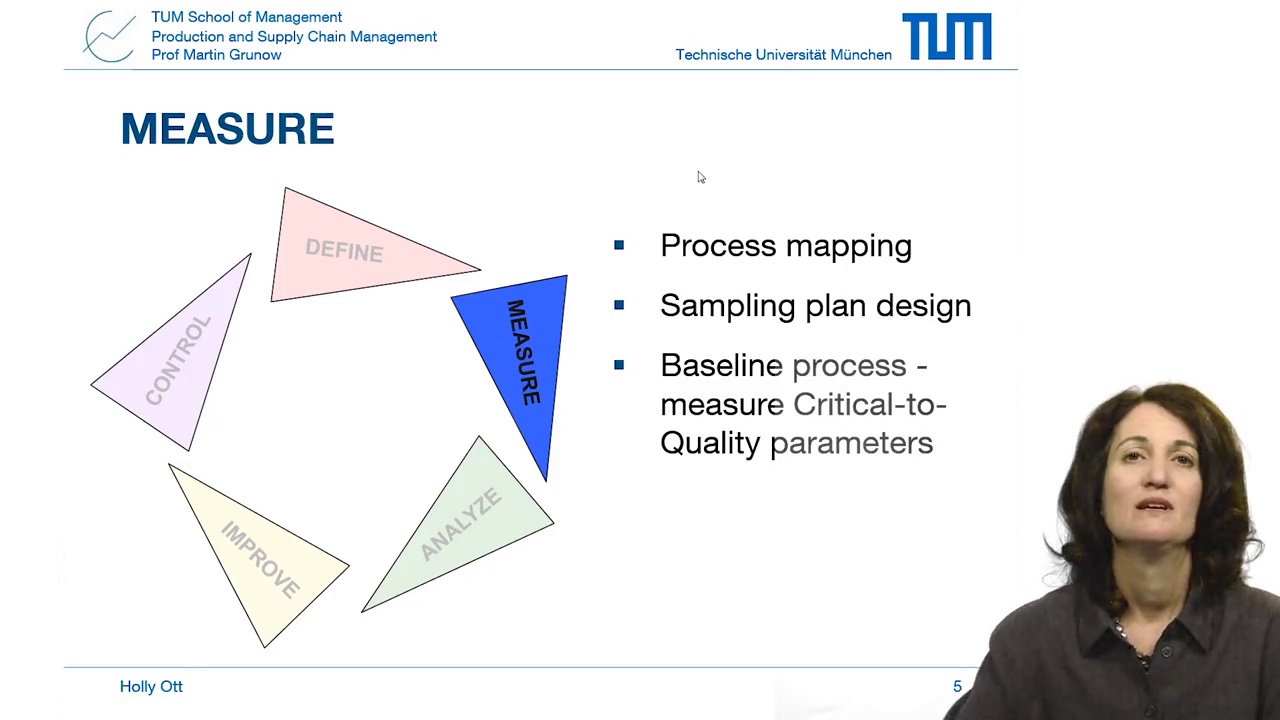 TUM School of Management
Production and Supply Chain Management
Prof Martin Grunow
Technische Universität München
TUM
MEASURE
DEFINE
MEASURE
ANALYZE
IMPROVE
CONTROL
Process mapping
Sampling plan design
Baseline process -
measure Critical-to-
Quality parameters
Holly Ott
5